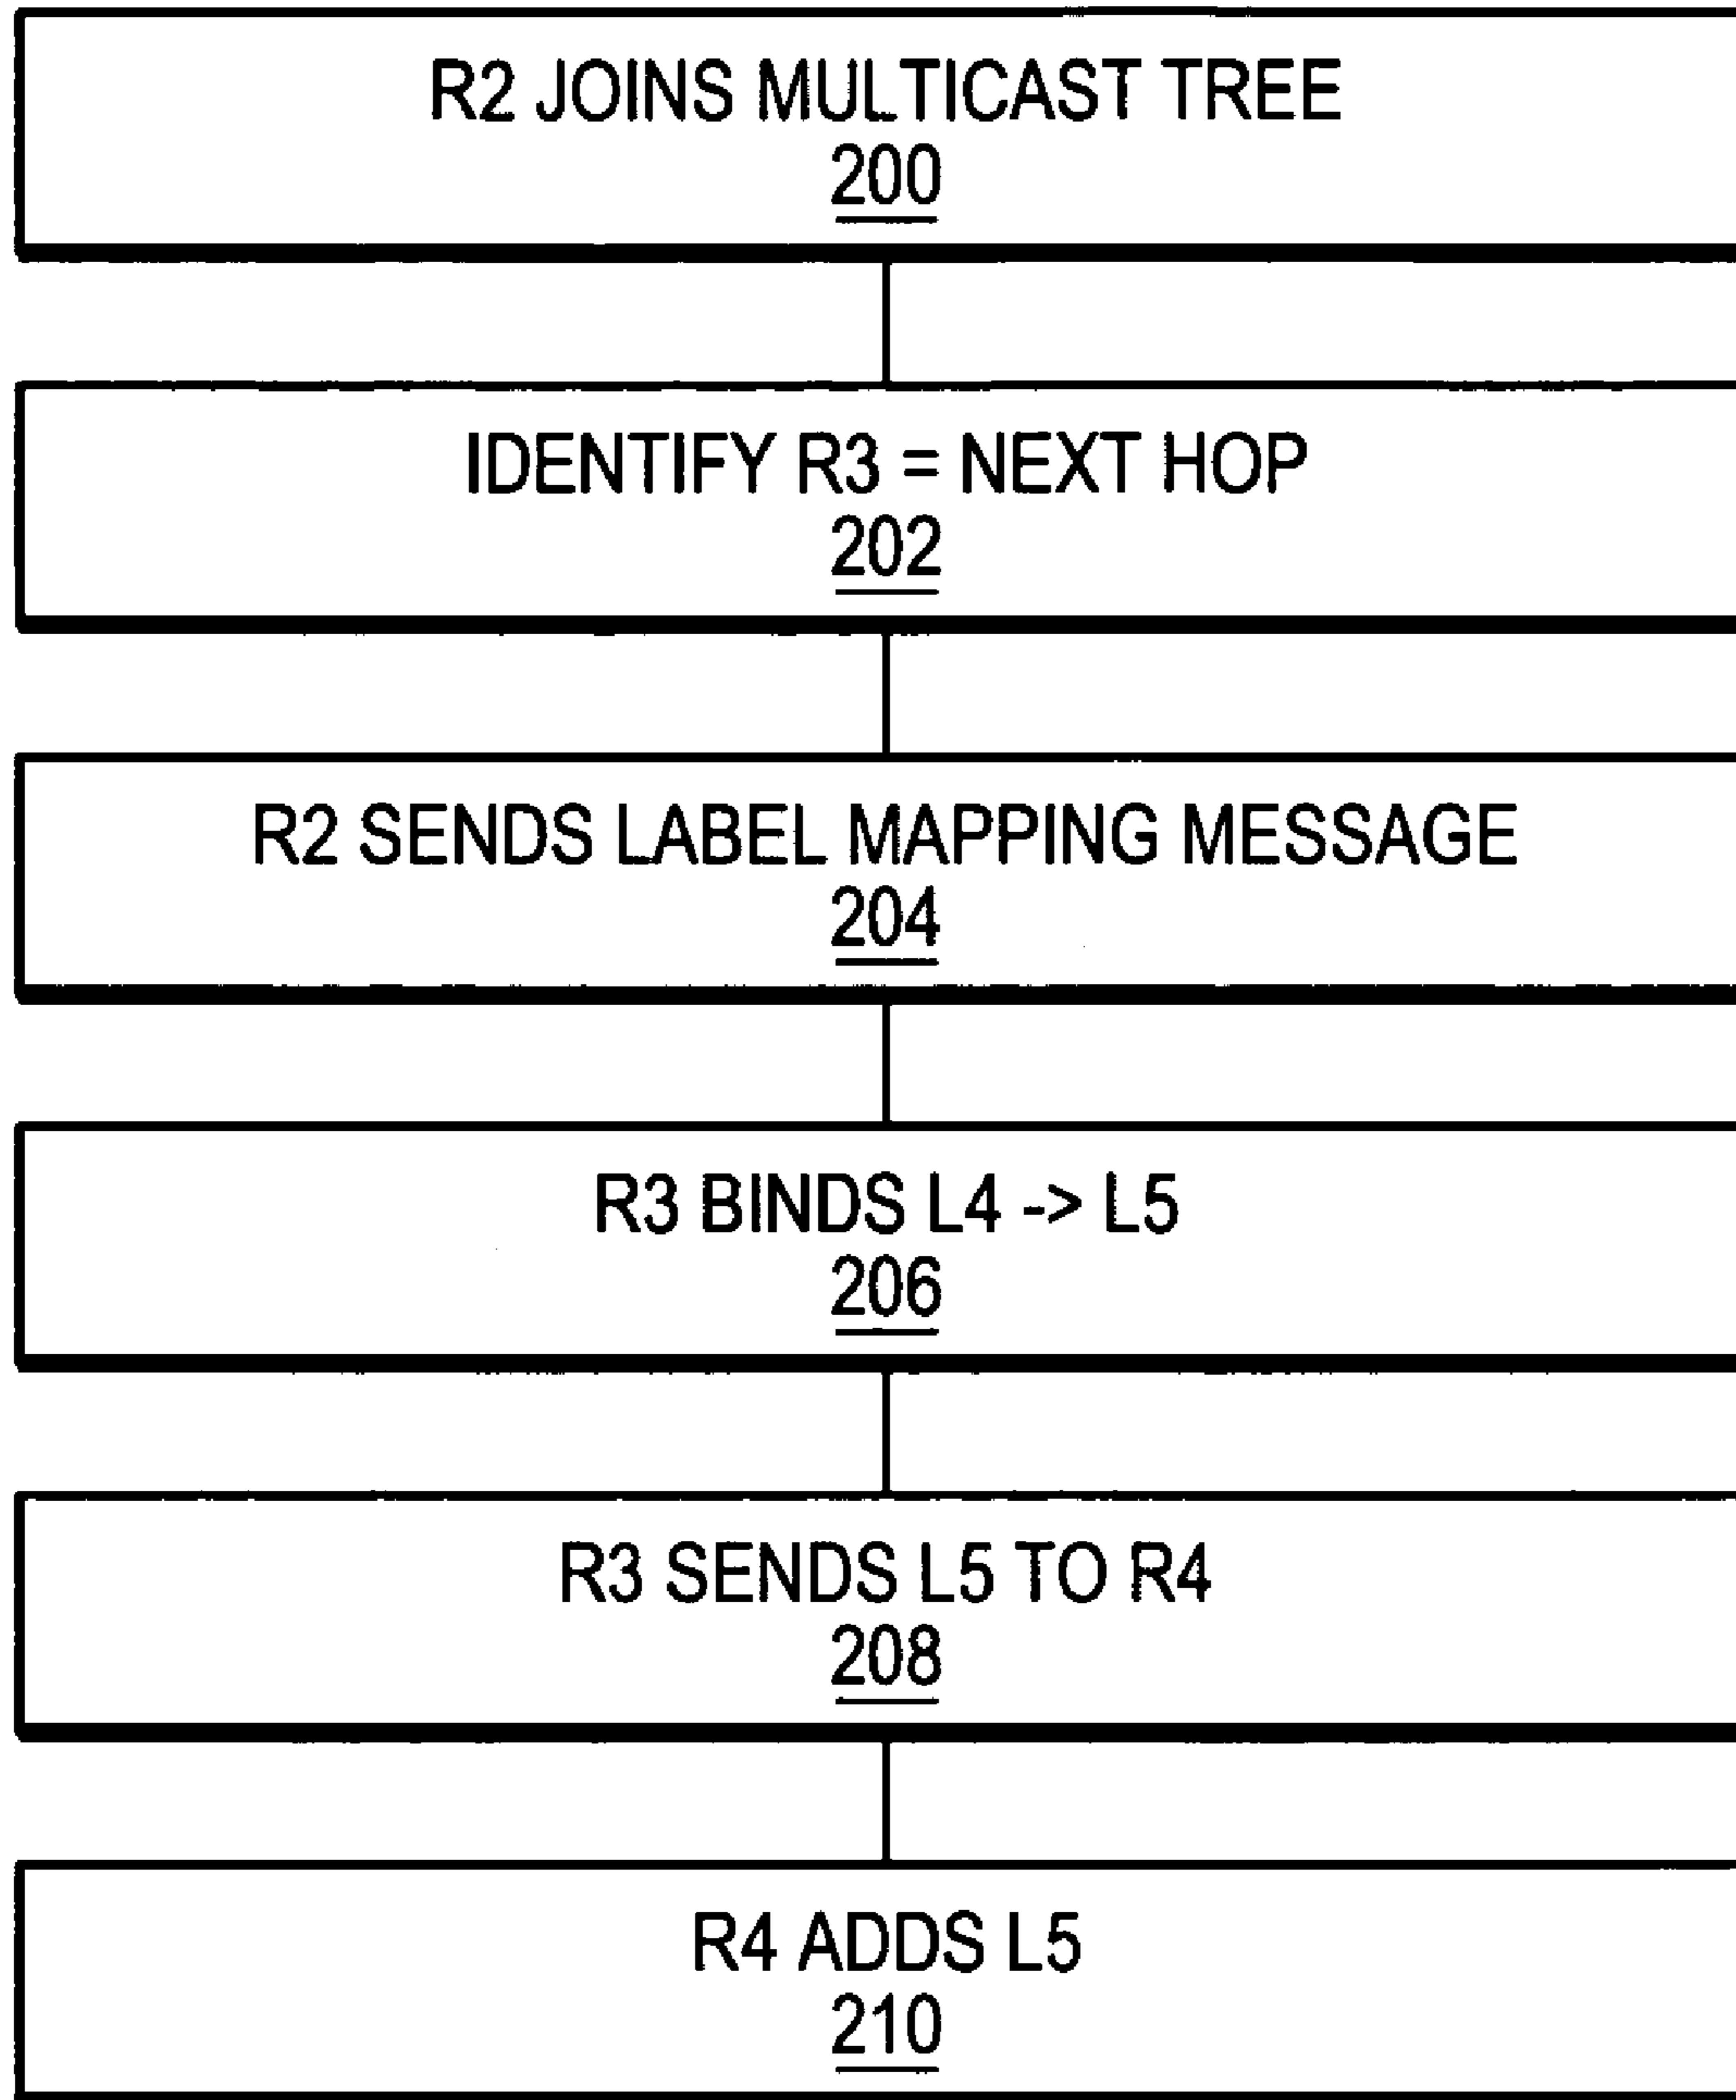 R2 JOINS MULTICAST TREE
200
IDENTIFY R3 = NEXT HOP
202
R2 SENDS LABEL MAPPING MESSAGE
204
R3 BINDS L4 -> L5
206
R3 SENDS L5 TO R4
208
R4 ADDS L5
210